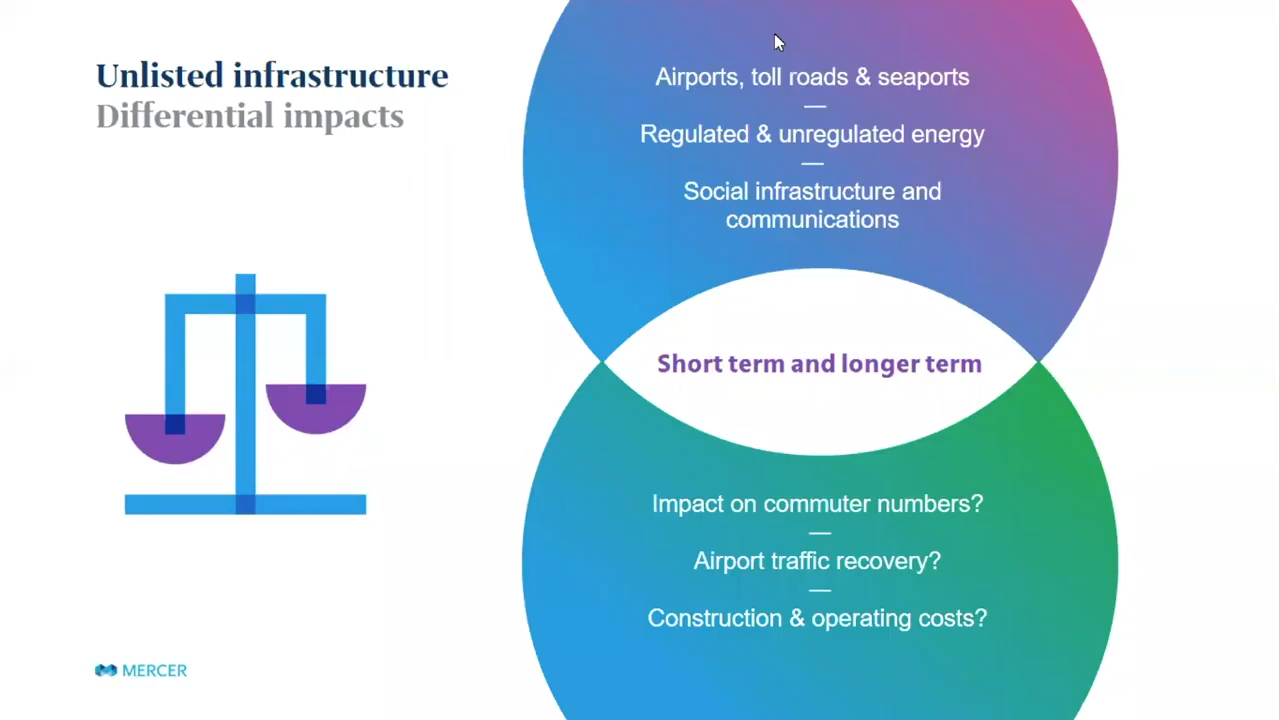 Unlisted infrastructure
Differential impacts
Airports, toll roads & seaports
—
Regulated & unregulated energy
—
Social infrastructure and
communications
Short term and longer term
Impact on commuter numbers?
—
Airport traffic recovery?
—
Construction & operating costs?
MERCER